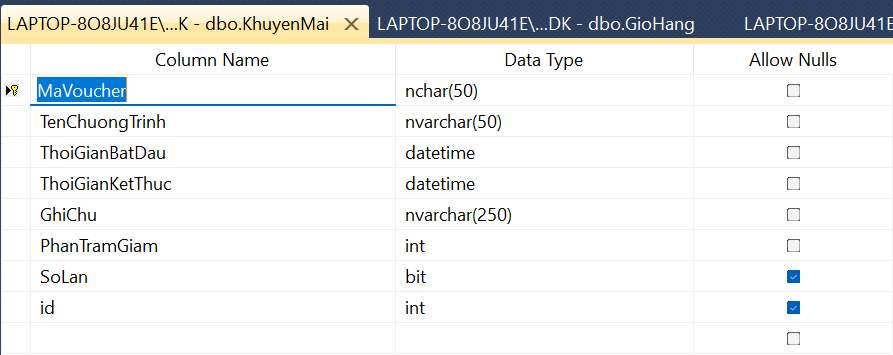 LAPTOP-8O8JU41E\...K - dbo.KhuyenMai LAPTOP-8O8JU41E\...DK - dbo.GioHang LAPTOP-8O8JU41E
Column Name Data Type Allow Nulls
MaVoucher nchar(50)
TenChuongTrinh nvarchar(50)
ThoiGianBatDau datetime
ThoiGianKetThuc datetime
GhiChu nvarchar(250)
PhanTramGiam int
SoLan bit
id int